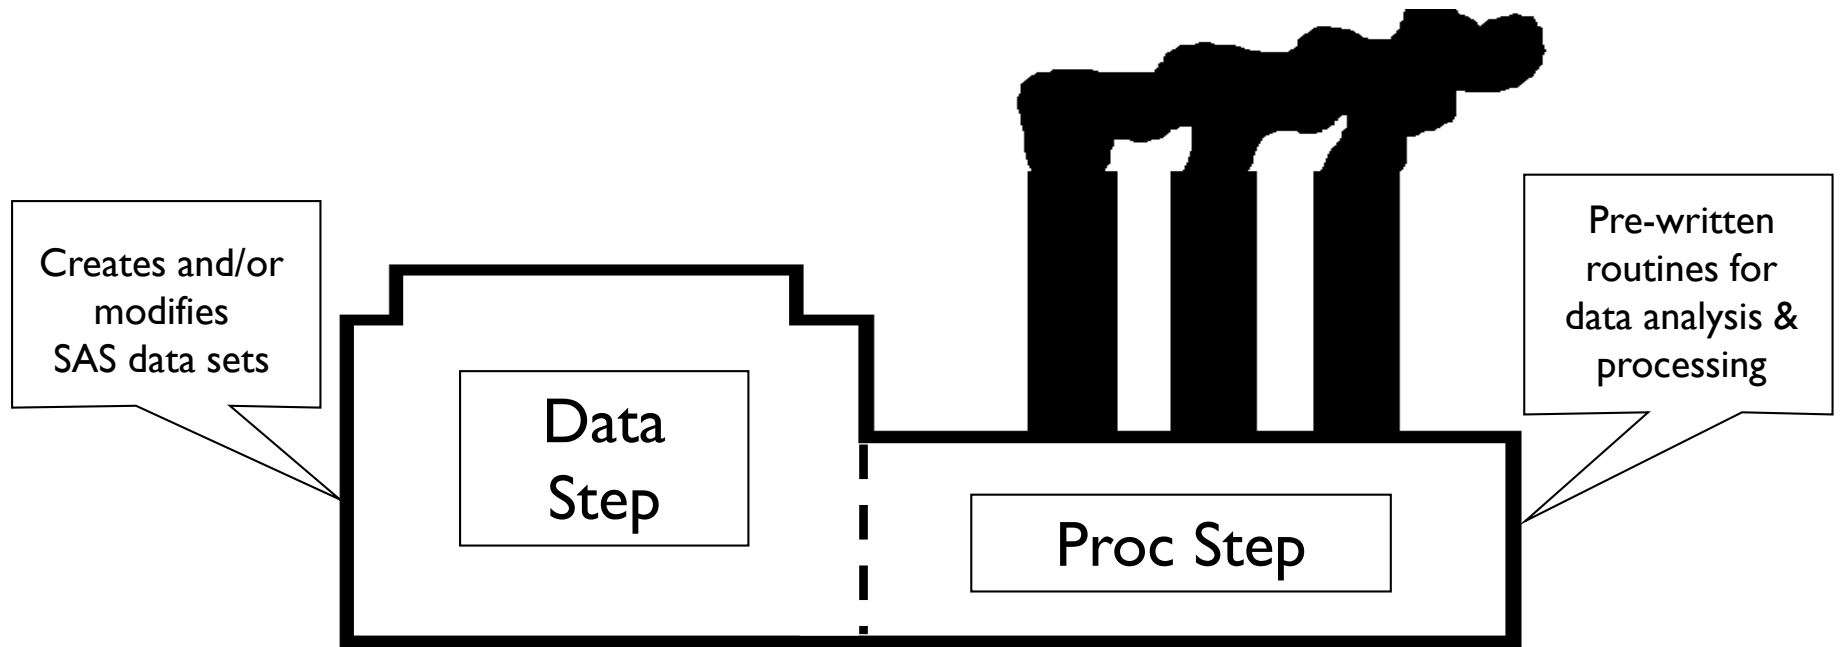 Creates and/or
modifies
SAS data sets
Data
Step
Proc Step
Pre-written
routines for
data analysis &
processing